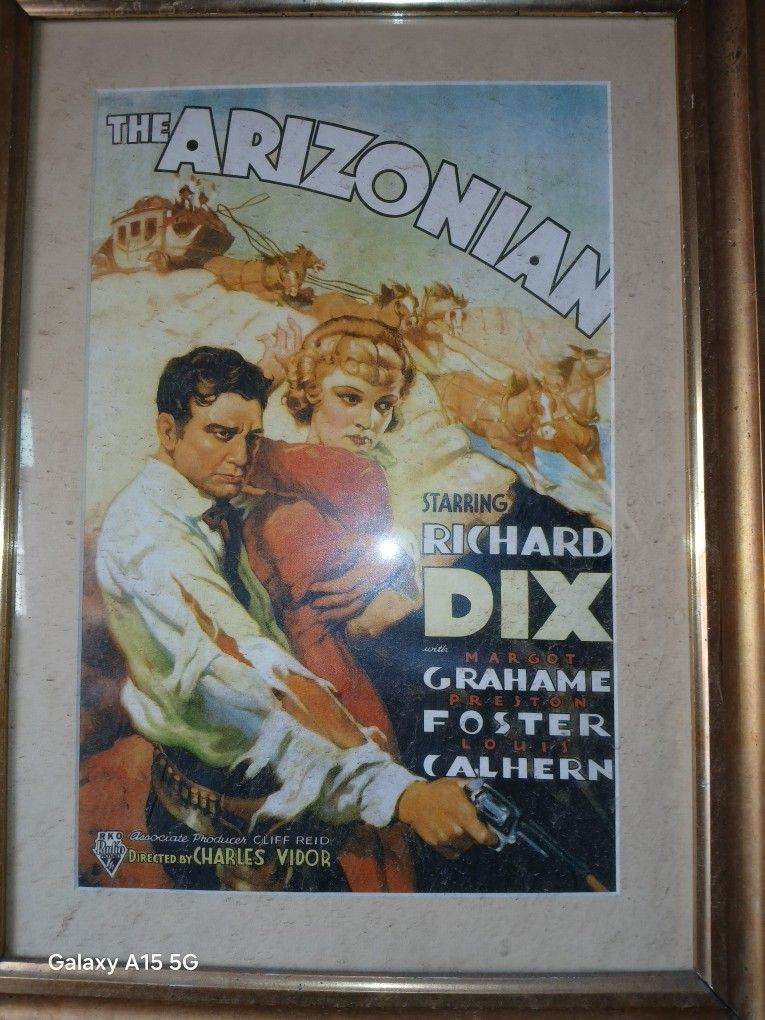 THE ARIZONIAN
STARRING
RICHARD
DIX
with MARGOT
GRAHAME
PRESTON
FOSTER
LOUIS
CALHERN
RKO
Radio
Associate Producer CLIFF REID
DIRECTED BY CHARLES VIDOR
Galaxy A15 5G